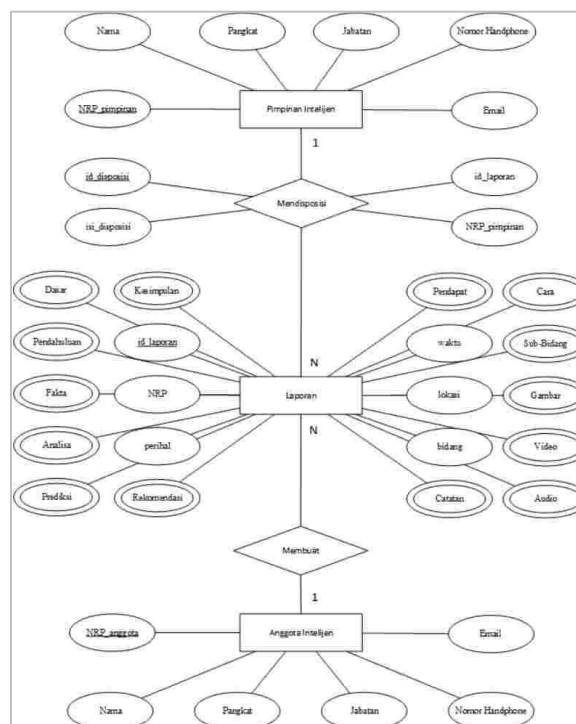 Nama
Pangkat
Jabatan
Nomor Handphone
NRP_pimpinan
Pimpinan Intelijen
Email
1
id_disposisi
id_laporan
Mendisposisi
isi_disposisi
NRP_pimpinan
Dasar
Kesimpulan
Pendapat
Cara
Pendahuluan
id_laporan
waktu
Sub-Bidang
N
Fakta
NRP
Laporan
lokasi
Gambar
N
Analisa
perihal
bidang
Video
Prediksi
Rekomendasi
Catatan
Audio
Membuat
1
NRP_anggota
Anggota Intelijen
Email
Nama
Pangkat
Jabatan
Nomor Handphone